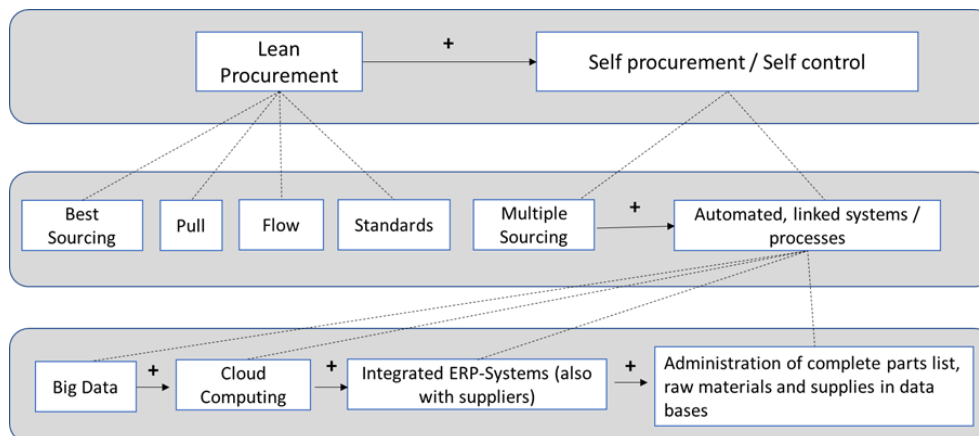 Lean
Procurement
+
Self procurement / Self control
Best
Sourcing
Pull
Flow
Standards
Multiple
Sourcing
+
Automated, linked systems /
processes
Big Data
+
Cloud
Computing
+
Integrated ERP-Systems (also
with suppliers)
+
Administration of complete parts list,
raw materials and supplies in data
bases